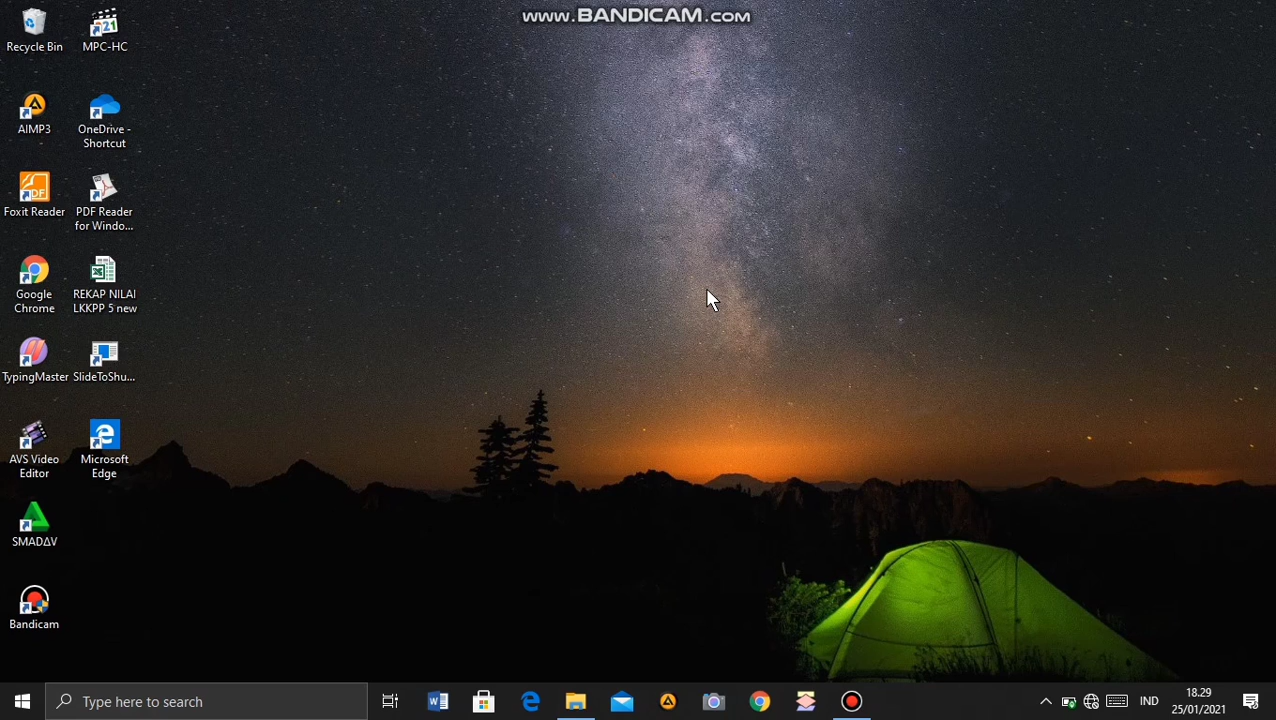 www.BANDICAM.com
Recycle Bin
MPC-HC
AIMP3
OneDrive -
Shortcut
Foxit Reader
PDF Reader
for Windo...
Google
Chrome
REKAP NILAI
LKKPP 5 new
TypingMaster
SlideToShu...
AVS Video
Editor
Microsoft
Edge
SMADΔV
Bandicam
Type here to search
IND
18.29
25/01/2021